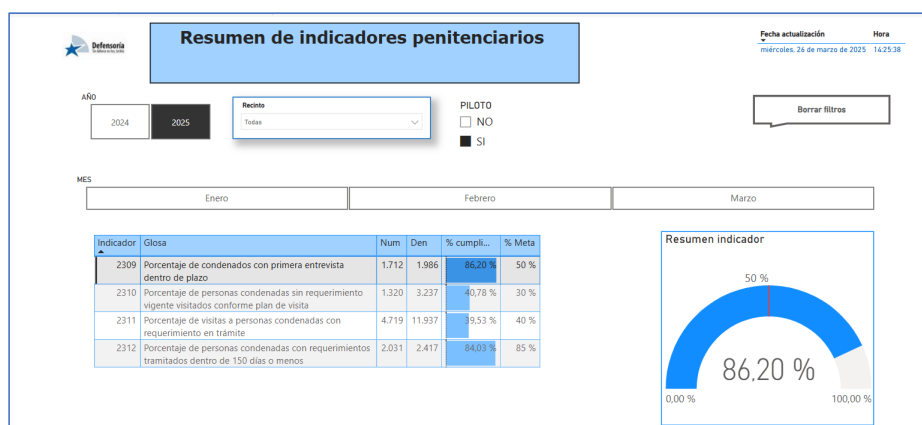 Defensoría
Resumen de indicadores penitenciarios
Fecha actualización Hora
miércoles, 26 de marzo de 2025 14:25:38
AÑO
2024 2025
Recinto
Todas
PILOTO
NO
SI
Borrar filtros
MES
Enero Febrero Marzo
Indicador Glosa Num Den % cumpli... % Meta
2309 Porcentaje de condenados con primera entrevista 1.712 1.986 86,20 % 50 %
dentro de plazo
2310 Porcentaje de personas condenadas sin requerimiento 1.320 3.237 40,78 % 30 %
vigente visitados conforme plan de visita
2311 Porcentaje de visitas a personas condenadas con 4.719 11.937 39,53 % 40 %
requerimiento en trámite
2312 Porcentaje de personas condenadas con requerimientos 2.031 2.417 84,03 % 85 %
tramitados dentro de 150 días o menos
Resumen indicador
50 %
86,20 %
0,00 % 100,00 %